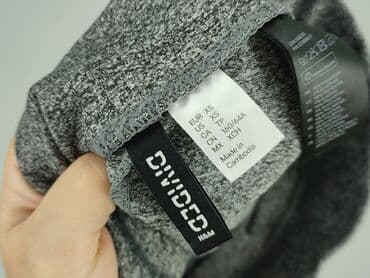 EUR XS
US XS
CA TP
CN 160/64A
MX XCH
Made in
Cambodia
DIVIDED
H&M